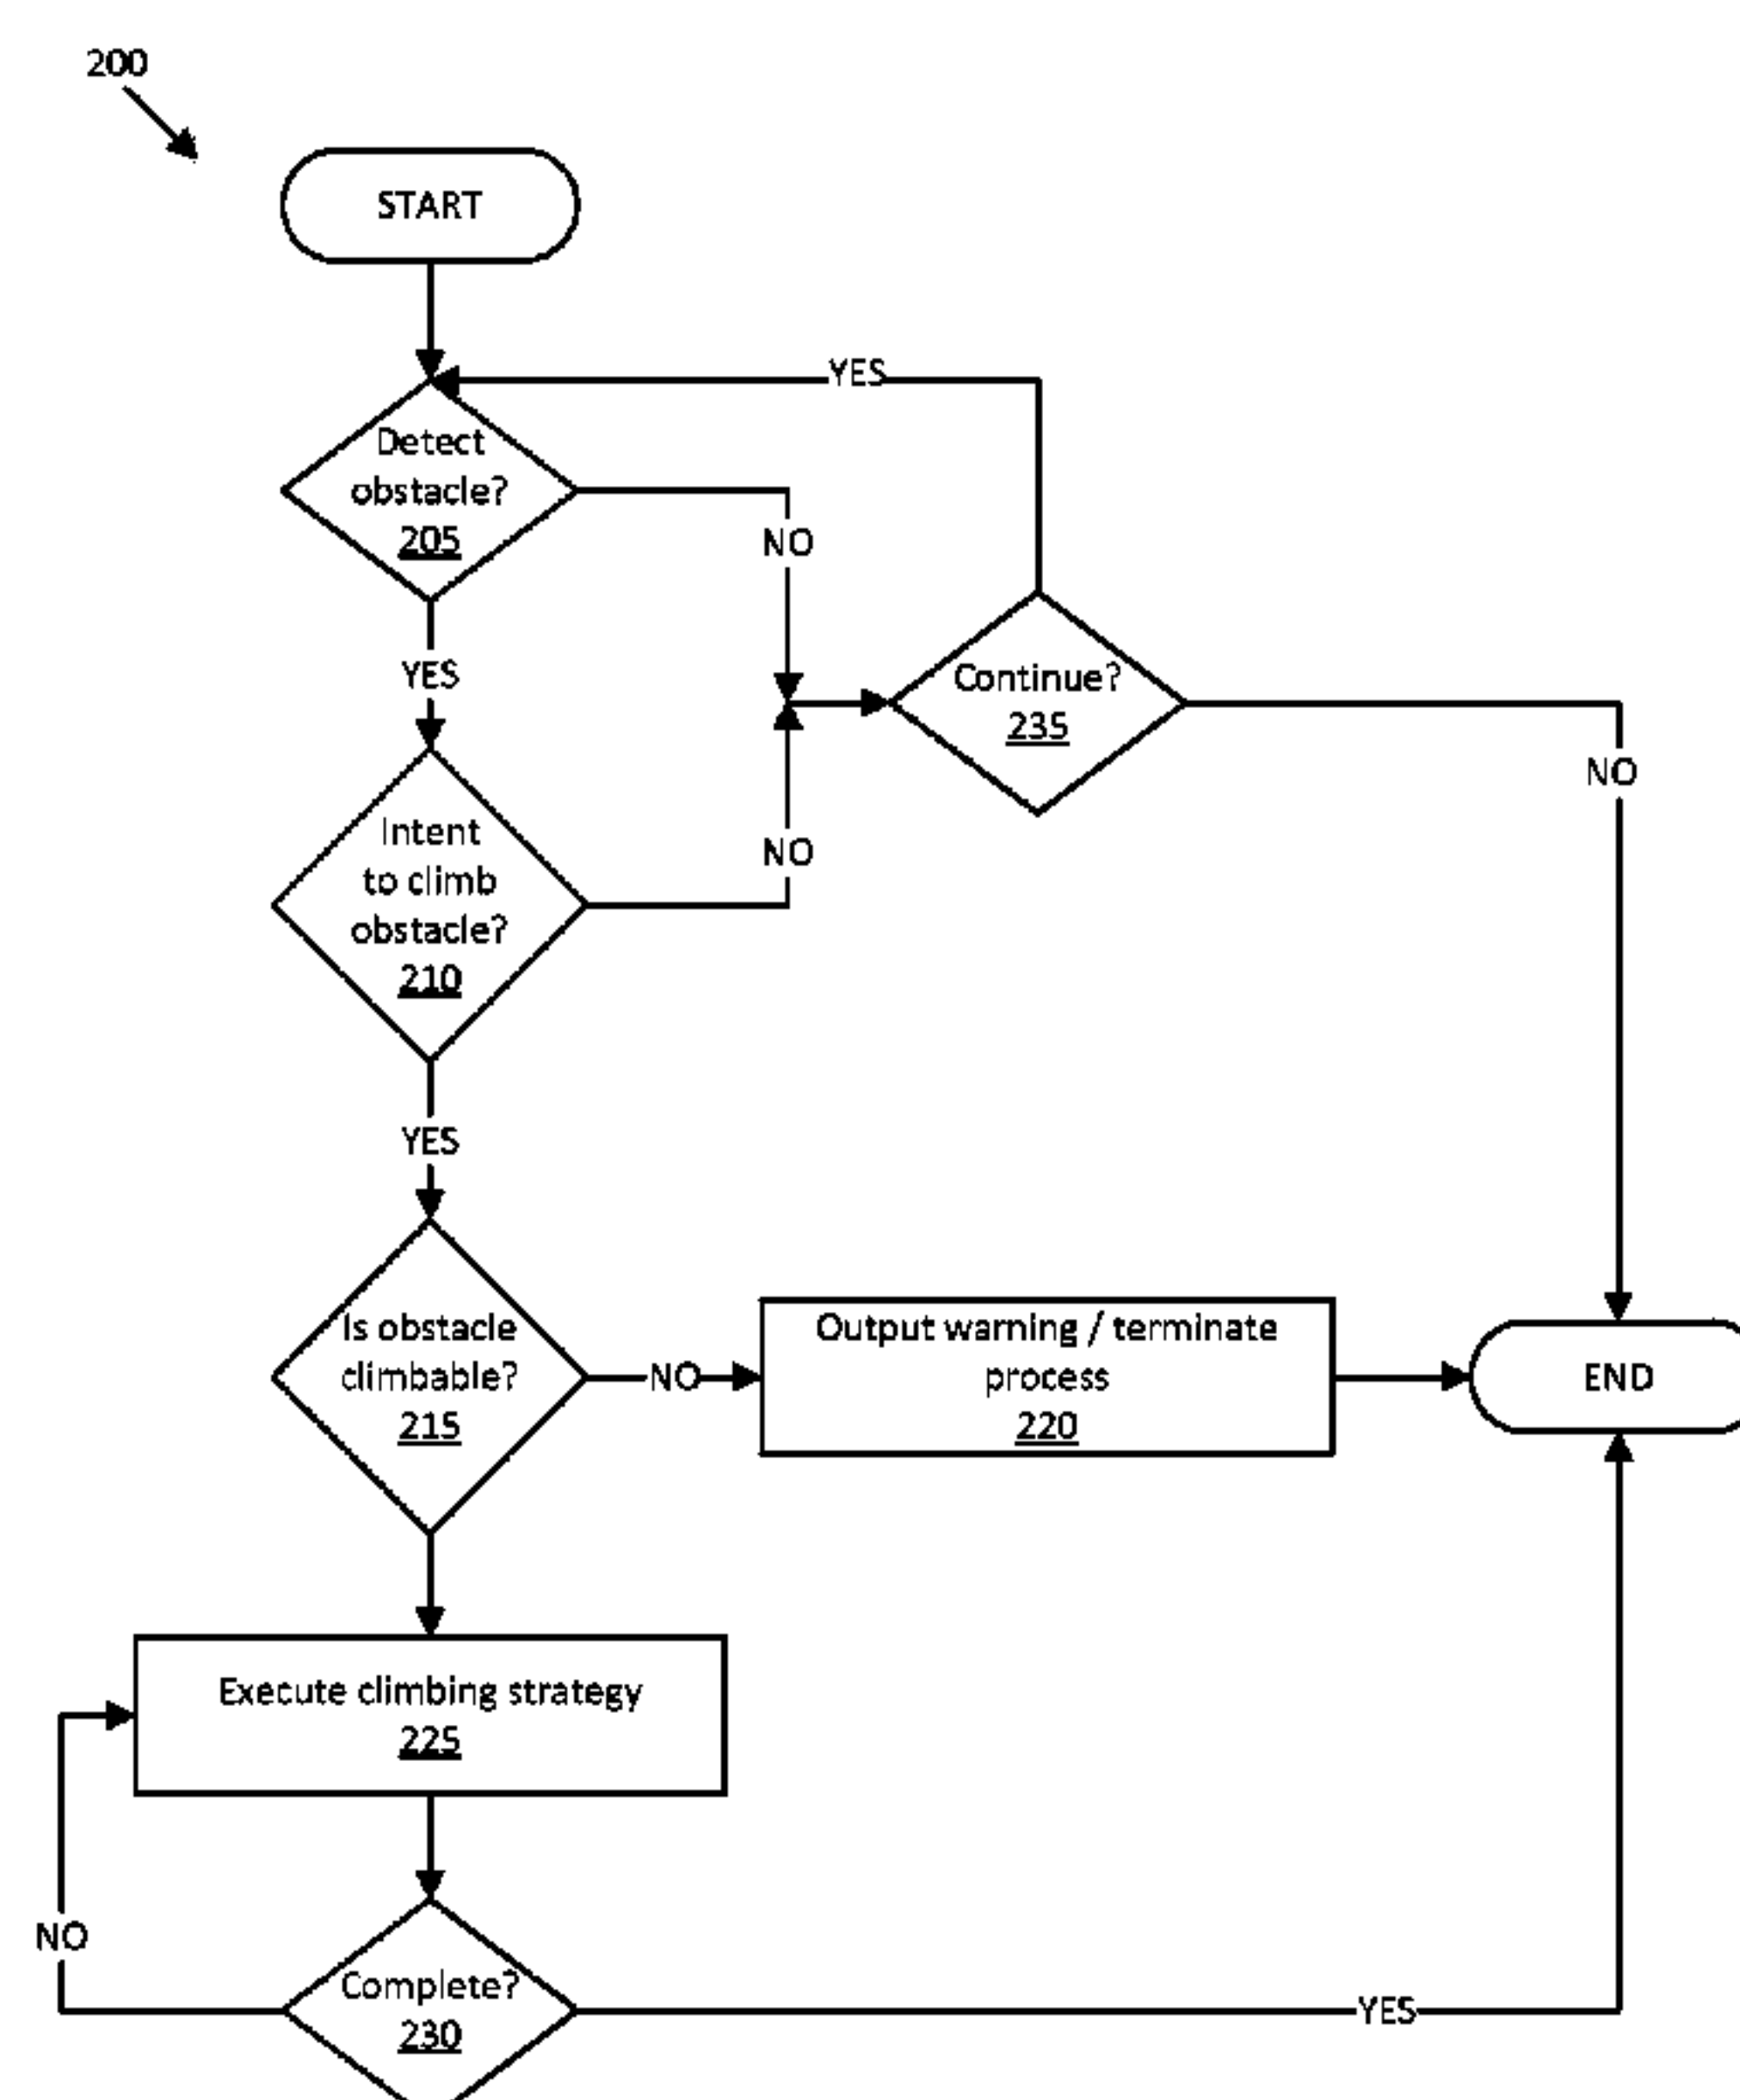 200
START
YES
Detect
obstacle?
205
NO
YES
Continue?
235
NO
Intent
to climb
obstacle?
210
NO
YES
Is obstacle
climbable?
215
NO
Output warning / terminate
process
220
END
Execute climbing strategy
225
NO
Complete?
230
YES